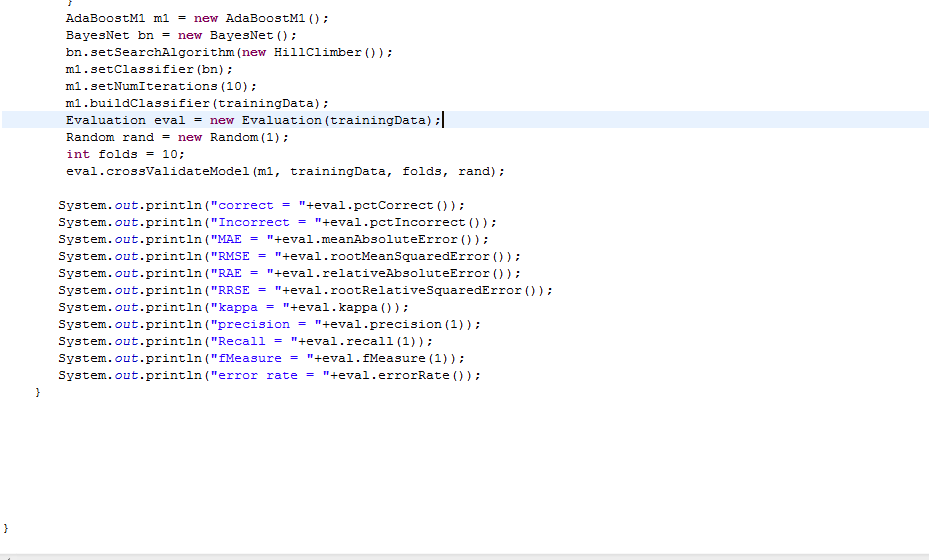 }
AdaBoostM1 m1 = new AdaBoostM1();
BayesNet bn = new BayesNet();
bn.setSearchAlgorithm(new HillClimber());
m1.setClassifier(bn);
m1.setNumIterations(10);
m1.buildClassifier(trainingData);
Evaluation eval = new Evaluation(trainingData);
Random rand = new Random(1);
int folds = 10;
eval.crossValidateModel(m1, trainingData, folds, rand);
System.out.println("correct = "+eval.pctCorrect());
System.out.println("Incorrect = "+eval.pctIncorrect());
System.out.println("MAE = "+eval.meanAbsoluteError());
System.out.println("RMSE = "+eval.rootMeanSquaredError());
System.out.println("RAE = "+eval.relativeAbsoluteError());
System.out.println("RRSE = "+eval.rootRelativeSquaredError());
System.out.println("kappa = "+eval.kappa());
System.out.println("precision = "+eval.precision(1));
System.out.println("Recall = "+eval.recall(1));
System.out.println("fMeasure = "+eval.fMeasure(1));
System.out.println("error rate = "+eval.errorRate());
}
}